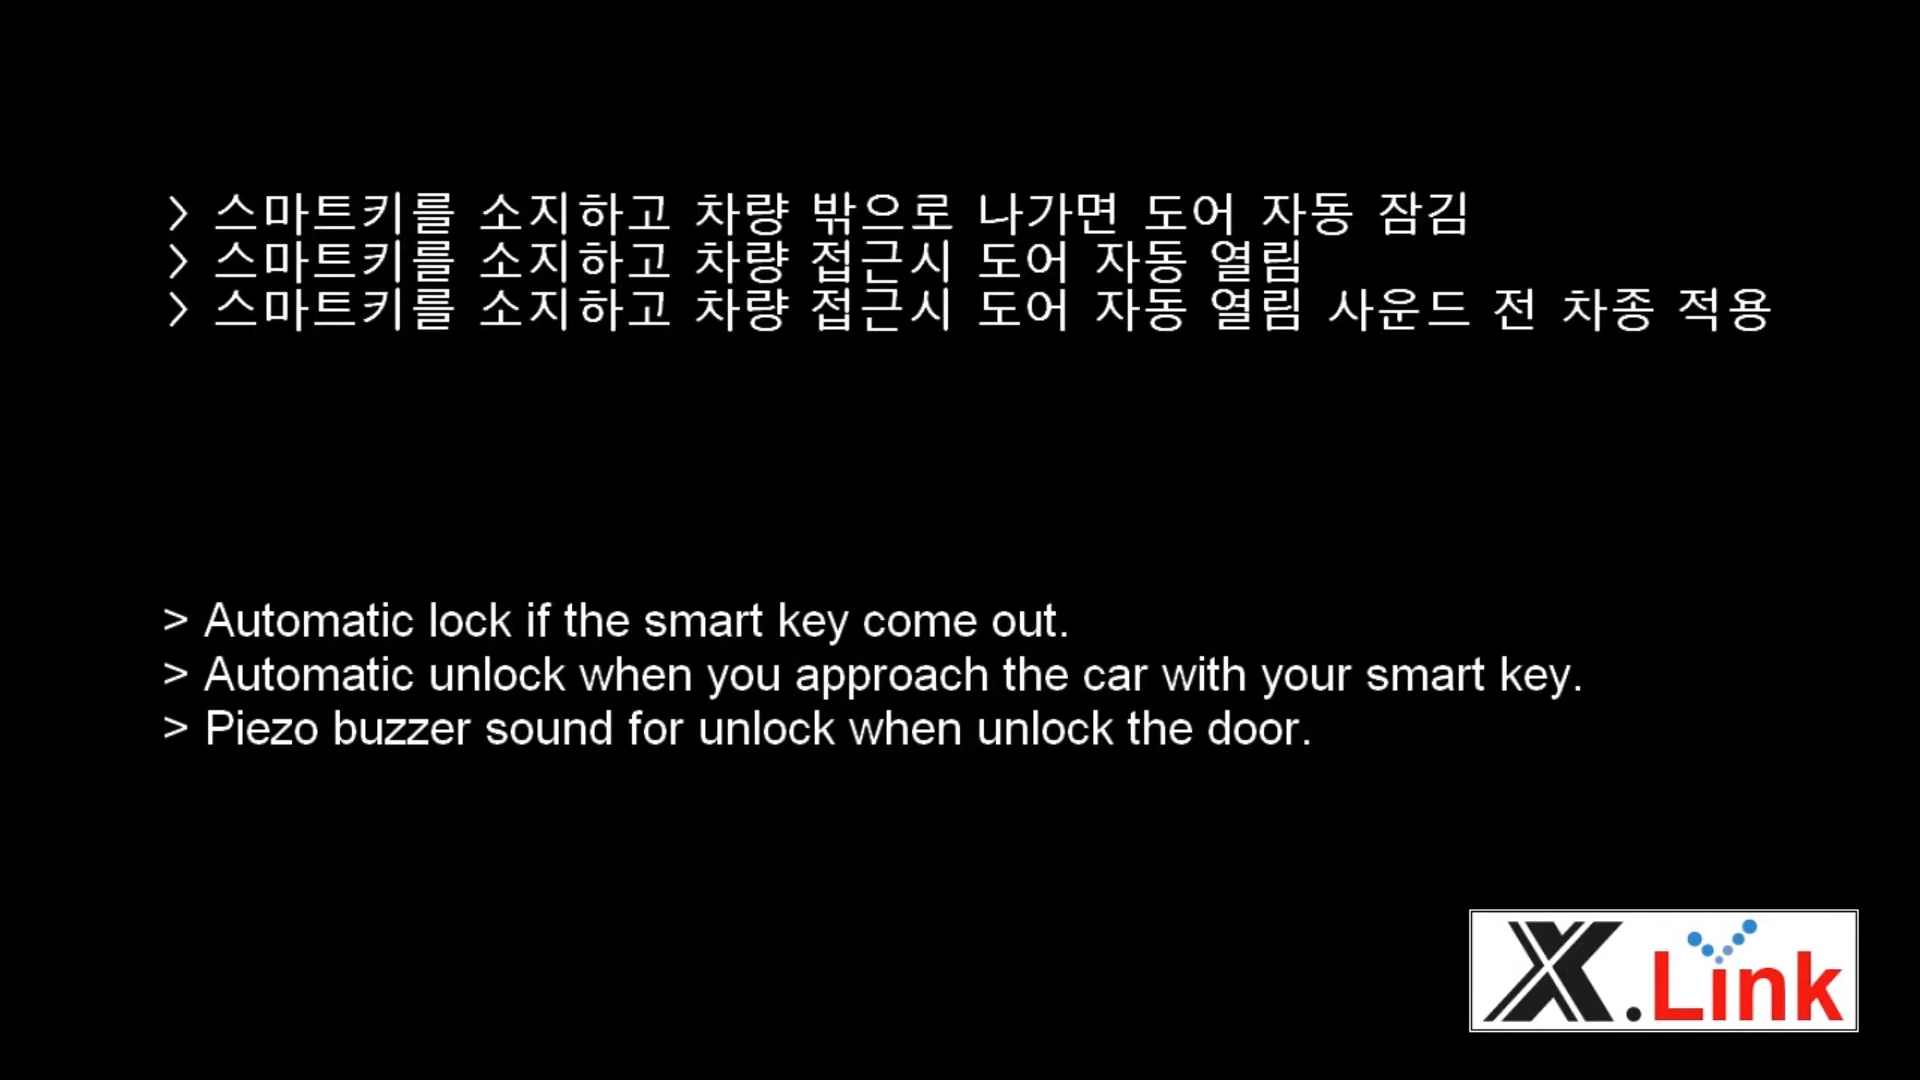 > 스마트키를 소지하고 차량 밖으로 나가면 도어 자동 잠김
> 스마트키를 소지하고 차량 접근시 도어 자동 열림
> 스마트키를 소지하고 차량 접근시 도어 자동 열림 사운드 전 차종 적용
> Automatic lock if the smart key come out.
> Automatic unlock when you approach the car with your smart key.
> Piezo buzzer sound for unlock when unlock the door.
X.Link